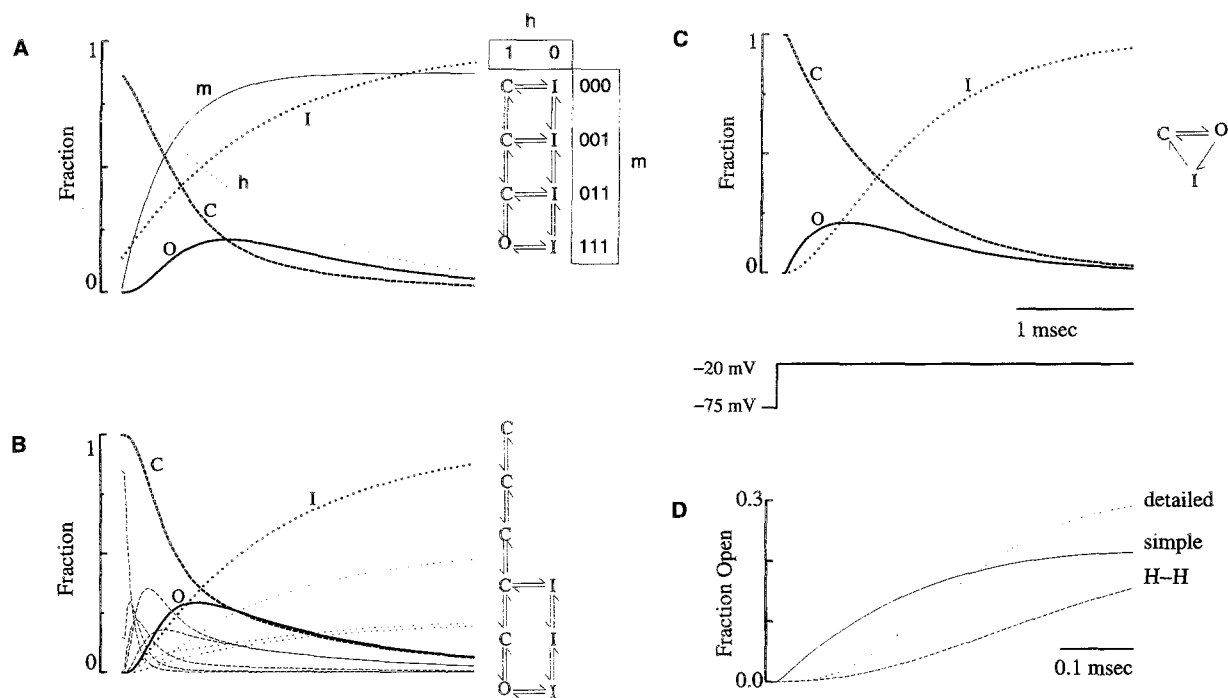 A
1
Fraction
0
m
I
h
C
O
h
1 0
C I 000
C I 001
C I 011
O I 111
m
B
1
Fraction
0
C
I
O
C
C
C
C I
C I
O I
C
1
Fraction
0
C
I
O
C O
I
1 msec
−20 mV
−75 mV
D
0.3
Fraction Open
0.0
detailed
simple
H−H
0.1 msec